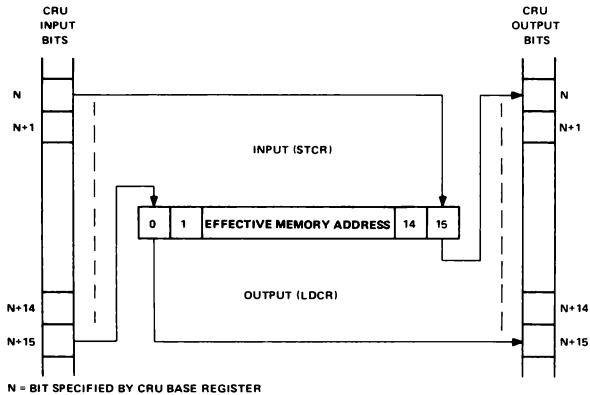 CRU
INPUT
BITS
CRU
OUTPUT
BITS
N
N
N+1
N+1
INPUT (STCR)
0
1
EFFECTIVE MEMORY ADDRESS
14
15
OUTPUT (LDCR)
N+14
N+14
N+15
N+15
N = BIT SPECIFIED BY CRU BASE REGISTER